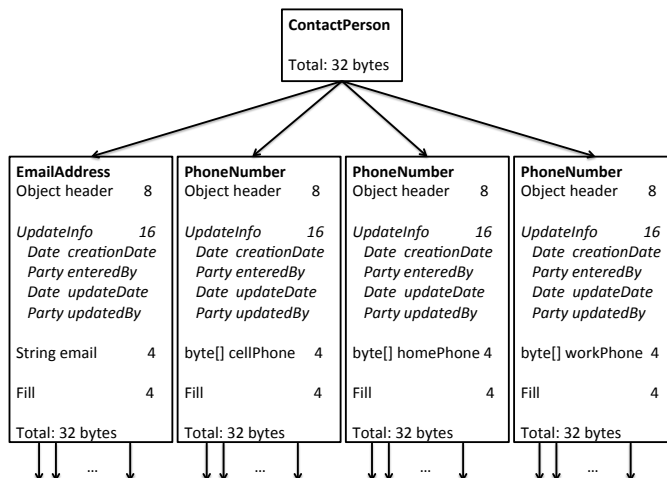 ContactPerson
Total: 32 bytes
EmailAddress
Object header 8
UpdateInfo 16
Date creationDate
Party enteredBy
Date updateDate
Party updatedBy
String email 4
Fill 4
Total: 32 bytes
...
PhoneNumber
Object header 8
UpdateInfo 16
Date creationDate
Party enteredBy
Date updateDate
Party updatedBy
byte[] cellPhone 4
Fill 4
Total: 32 bytes
...
PhoneNumber
Object header 8
UpdateInfo 16
Date creationDate
Party enteredBy
Date updateDate
Party updatedBy
byte[] homePhone 4
Fill 4
Total: 32 bytes
...
PhoneNumber
Object header 8
UpdateInfo 16
Date creationDate
Party enteredBy
Date updateDate
Party updatedBy
byte[] workPhone 4
Fill 4
Total: 32 bytes
...